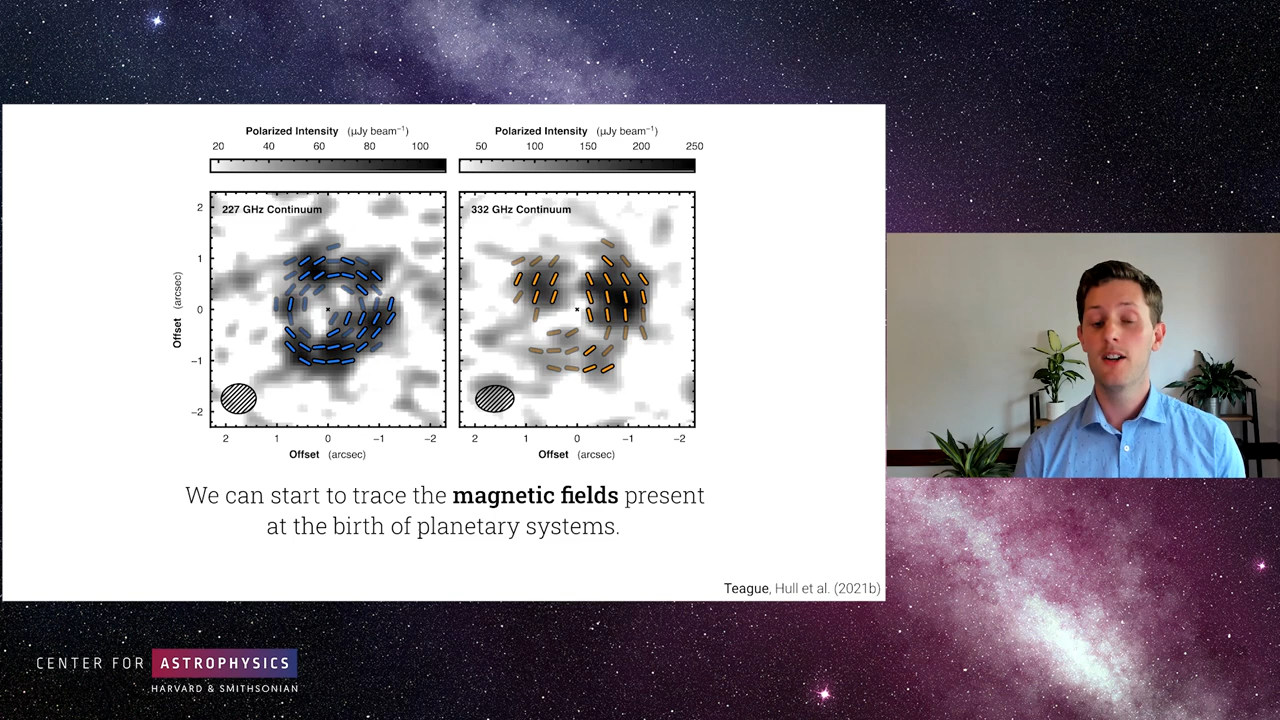 Polarized Intensity (μJy beam⁻¹)
20 40 60 80 100
Polarized Intensity (μJy beam⁻¹)
50 100 150 200 250
227 GHz Continuum
332 GHz Continuum
Offset (arcsec)
2
1
0
−1
−2
2 1 0 −1 −2
2 1 0 −1 −2
Offset (arcsec)
Offset (arcsec)
We can start to trace the magnetic fields present
at the birth of planetary systems.
Teague, Hull et al. (2021b)
CENTER FOR ASTROPHYSICS
HARVARD & SMITHSONIAN